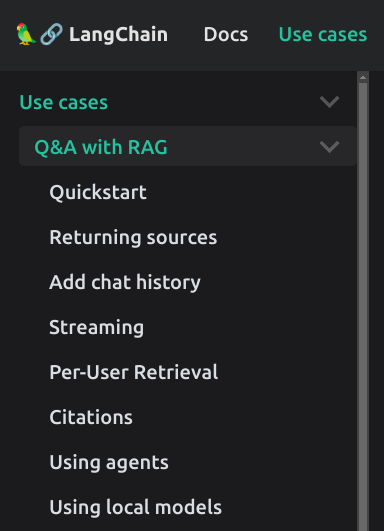 🦜🔗 LangChain Docs Use cases
Use cases
Q&A with RAG
Quickstart
Returning sources
Add chat history
Streaming
Per-User Retrieval
Citations
Using agents
Using local models